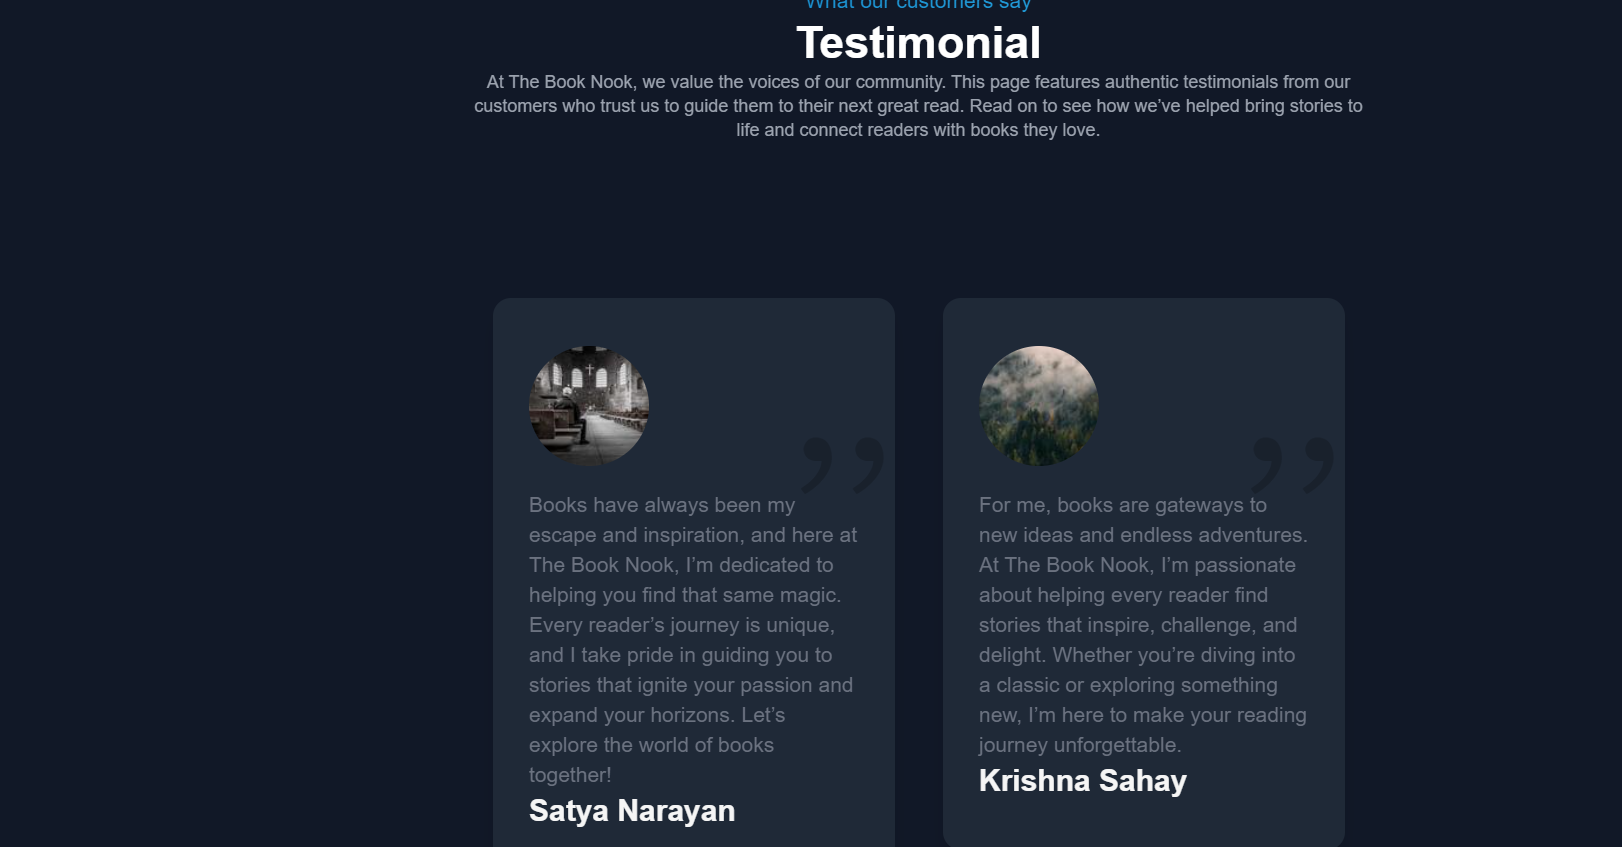 What our customers say
Testimonial
At The Book Nook, we value the voices of our community. This page features authentic testimonials from our
customers who trust us to guide them to their next great read. Read on to see how we’ve helped bring stories to
life and connect readers with books they love.
Books have always been my
escape and inspiration, and here at
The Book Nook, I’m dedicated to
helping you find that same magic.
Every reader’s journey is unique,
and I take pride in guiding you to
stories that ignite your passion and
expand your horizons. Let’s
explore the world of books
together!
Satya Narayan
”
For me, books are gateways to
new ideas and endless adventures.
At The Book Nook, I’m passionate
about helping every reader find
stories that inspire, challenge, and
delight. Whether you’re diving into
a classic or exploring something
new, I’m here to make your reading
journey unforgettable.
Krishna Sahay
”